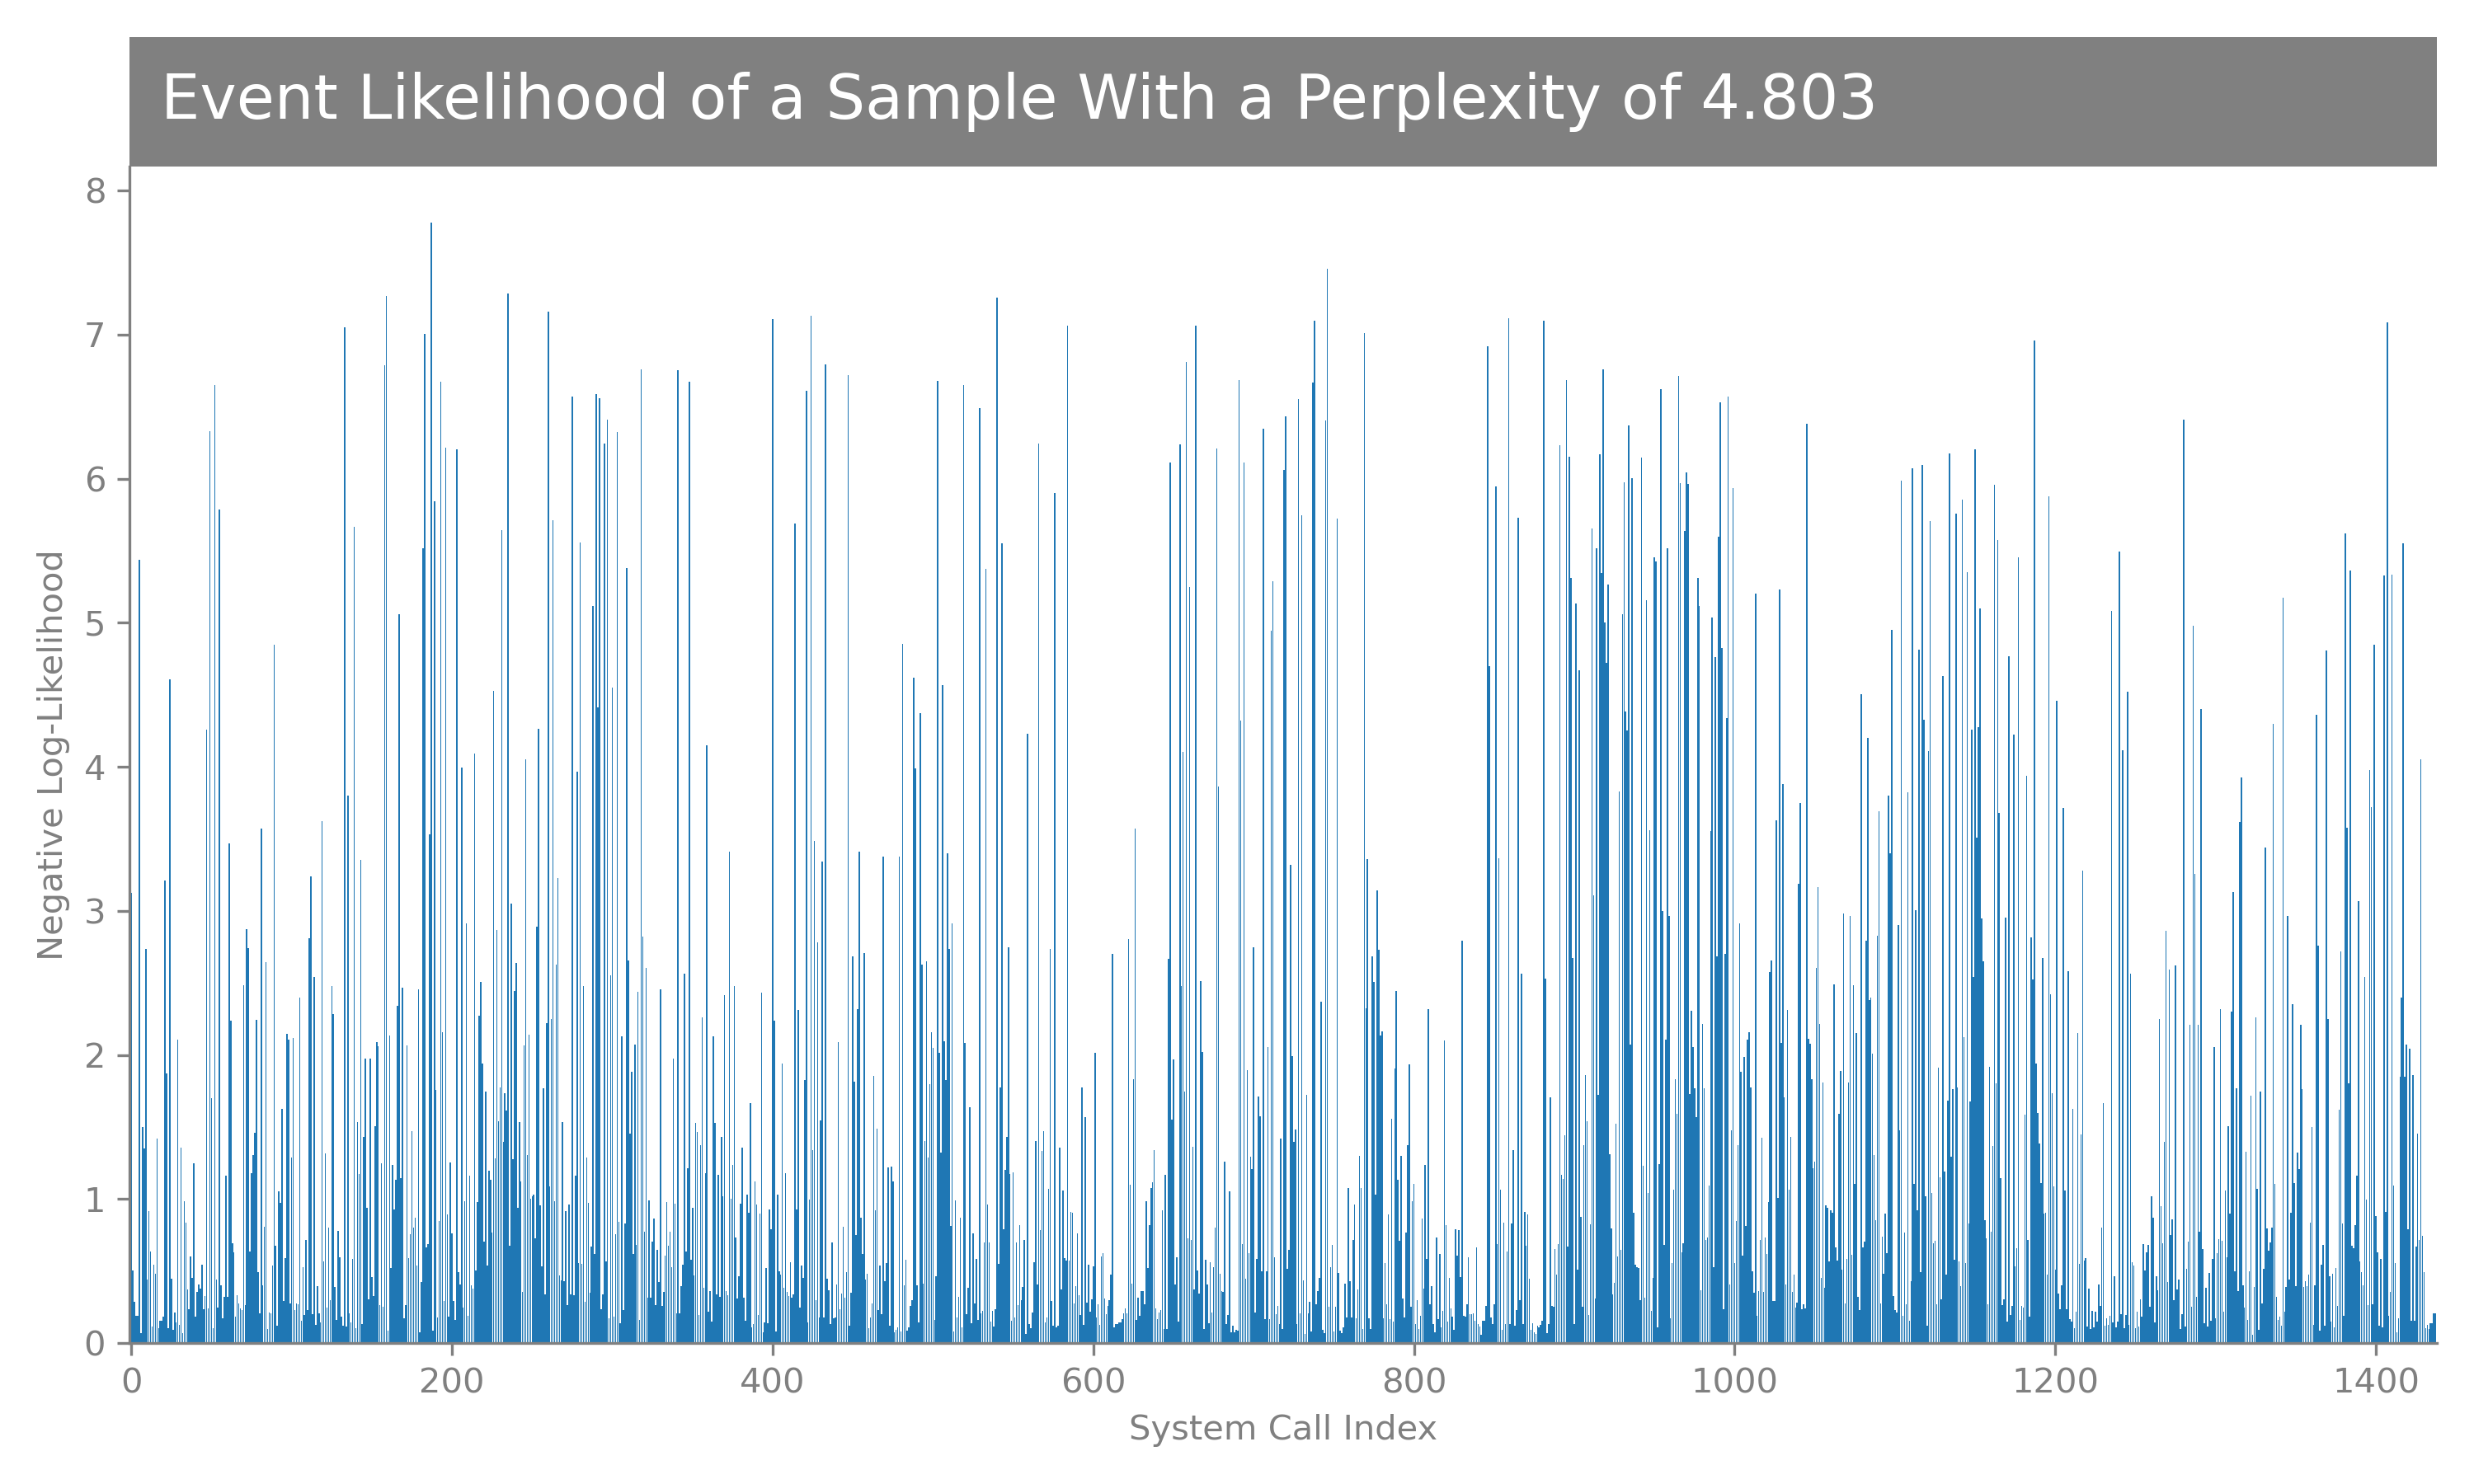 Event Likelihood of a Sample With a Perplexity of 4.803
8
7
6
5
4
3
2
1
0
Negative Log-Likelihood
0 200 400 600 800 1000 1200 1400
System Call Index